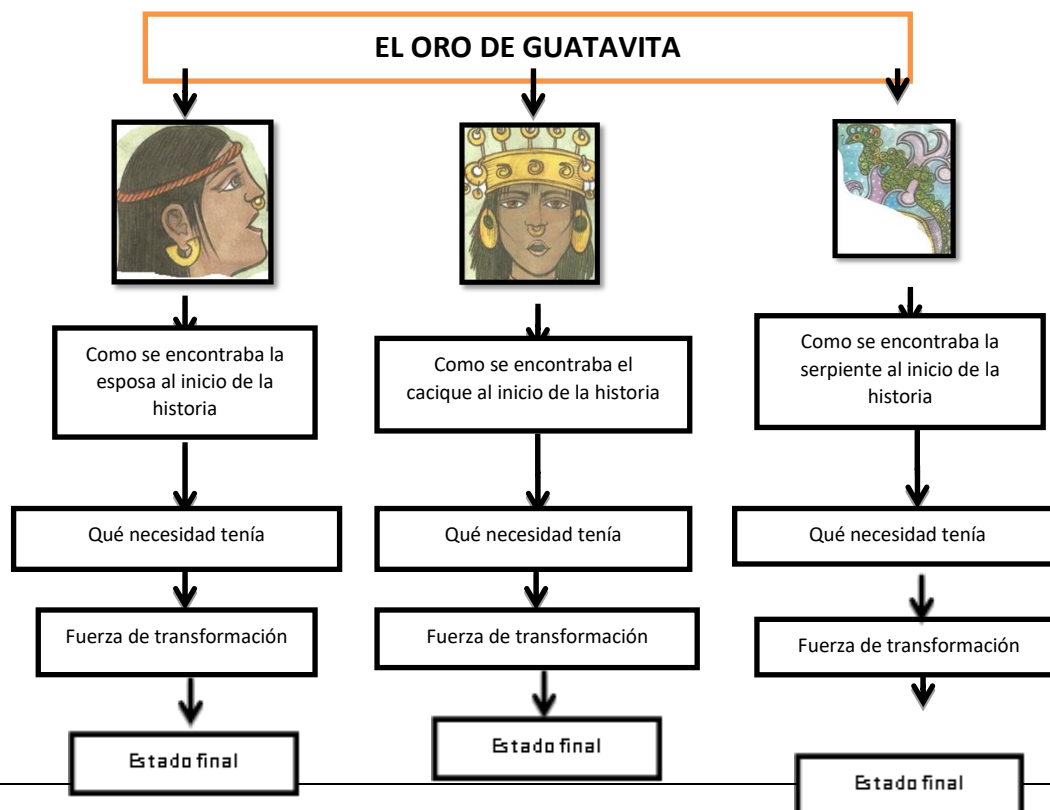 EL ORO DE GUATAVITA
Como se encontraba la
esposa al inicio de la
historia
Qué necesidad tenía
Fuerza de transformación
Estado final
Como se encontraba el
cacique al inicio de la historia
Qué necesidad tenía
Fuerza de transformación
Estado final
Como se encontraba la
serpiente al inicio de la
historia
Qué necesidad tenía
Fuerza de transformación
Estado final